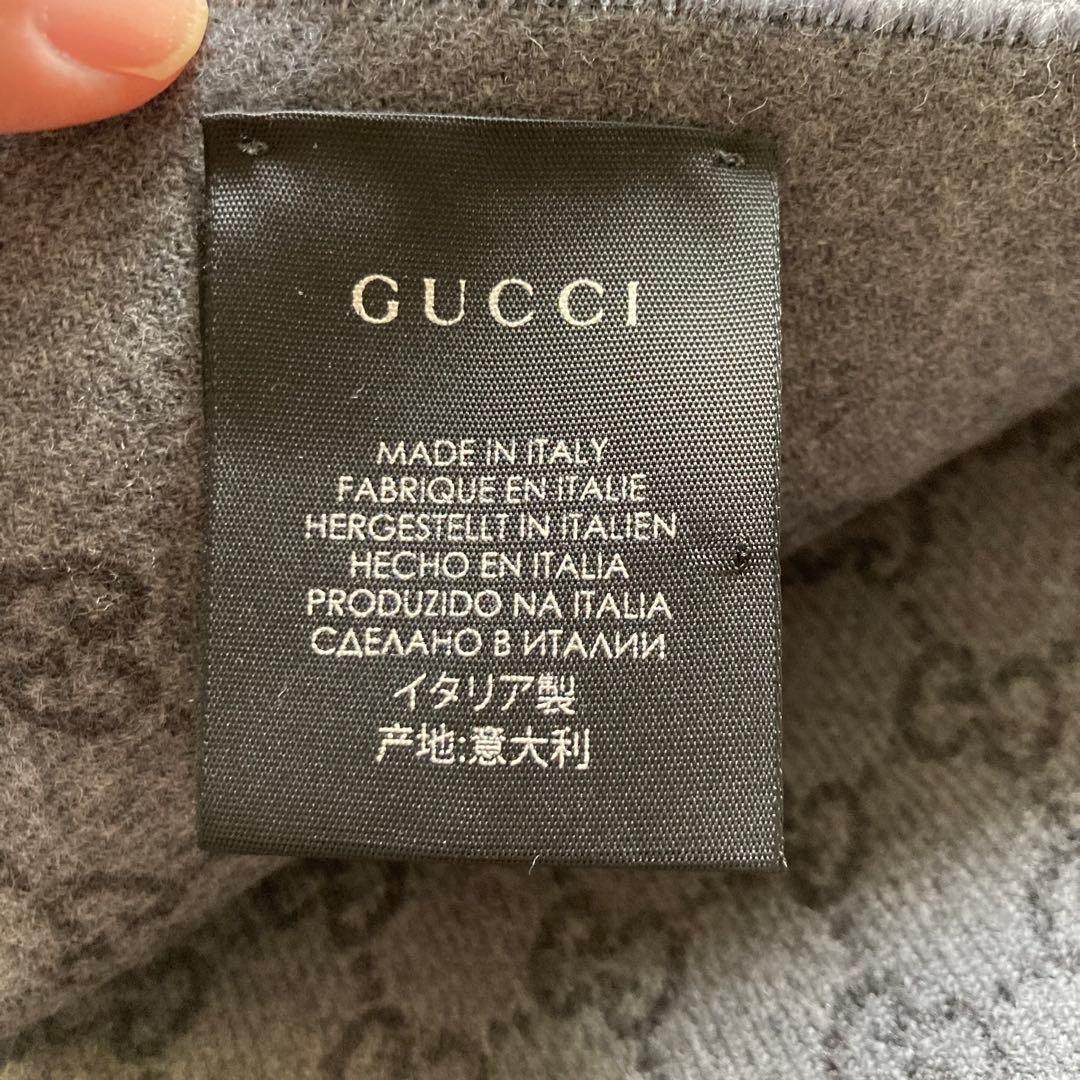 GUCCI
MADE IN ITALY
FABRIQUE EN ITALIE
HERGESTELLT IN ITALIEN
HECHO EN ITALIA
PRODUZIDO NA ITALIA
СДЕЛАНО В ИТАЛИИ
イタリア製
产地:意大利